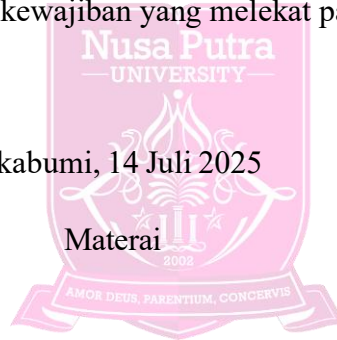 kewajiban yang melekat pa
Nusa Putra
UNIVERSITY
kabumi, 14 Juli 2025
Materai
2002
AMOR DEUS, PARENTIUM, CONCERVIS